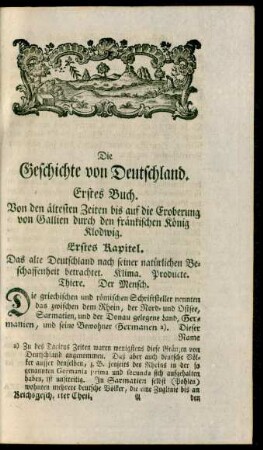 Die
Geschichte von Deutschland.
Erstes Buch.
Von den ältesten Zeiten bis auf die Eroberung
von Gallien durch den fränkischen König
Klodwig.
Erstes Kapitel.
Das alte Deutschland nach seiner natürlichen Be-
schaffenheit betrachtet. Klima. Producte.
Thiere. Der Mensch.
Die griechischen und römischen Schriftsteller nennten
das zwischen dem Rhein, der Nord- und Ostsee,
Sarmatien, und der Donau gelegene Land, Ger-
manien, und seine Bewohner Germanen a). Dieser
Name
a) Zu des Tacitus Zeiten waren wenigstens diese Gränzen von
Deutschland angenommen. Daß aber auch deutsche Völ-
ker ausser denselben, z. B. jenseits des Rheins in der so
genannten Germania prima und secunda sich aufgehalten
haben, ist unstreitig. In Sarmatien selbst (Pohlen)
wohnten mehrere deutsche Völker, die eine Zuglinie bis an
Reichsgesch. 1ter Theil. A den